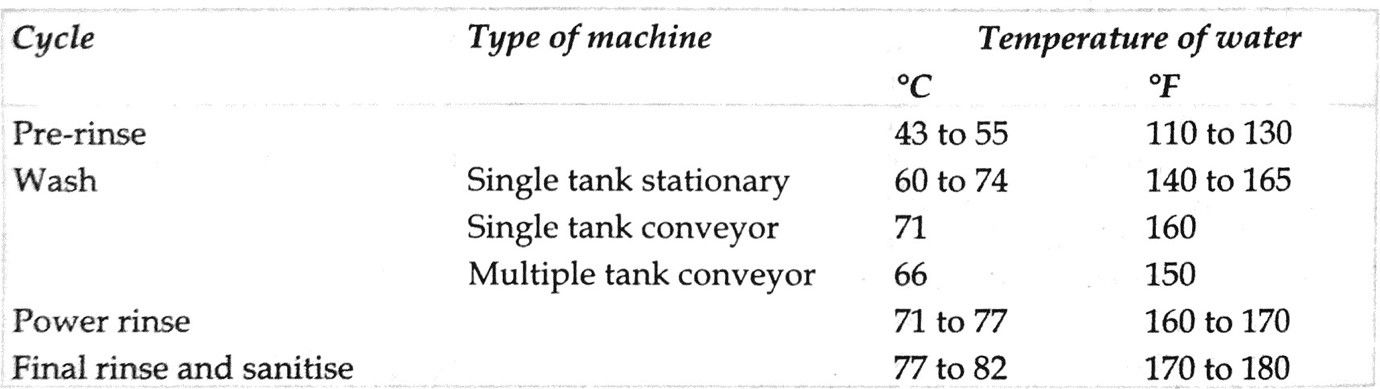 Cycle Type of machine Temperature of water
°C °F
Pre-rinse 43 to 55 110 to 130
Wash Single tank stationary 60 to 74 140 to 165
Single tank conveyor 71 160
Multiple tank conveyor 66 150
Power rinse 71 to 77 160 to 170
Final rinse and sanitise 77 to 82 170 to 180